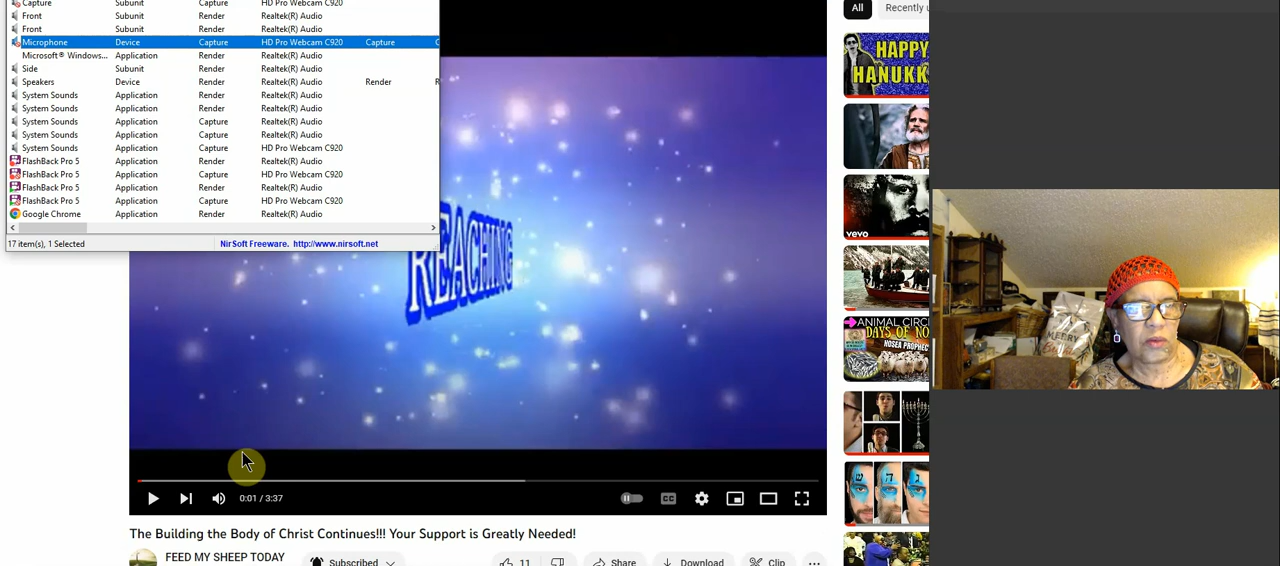 Capture Subunit Render HD Pro Webcam C920
Front Subunit Render Realtek(R) Audio
Front Subunit Render Realtek(R) Audio
Microphone Device Capture HD Pro Webcam C920 Capture C
Microsoft® Windows... Application Render Realtek(R) Audio
Side Subunit Render Realtek(R) Audio
Speakers Device Render Realtek(R) Audio Render R
System Sounds Application Render Realtek(R) Audio
System Sounds Application Render Realtek(R) Audio
System Sounds Application Capture Realtek(R) Audio
System Sounds Application Render Realtek(R) Audio
System Sounds Application Capture HD Pro Webcam C920
FlashBack Pro 5 Application Render Realtek(R) Audio
FlashBack Pro 5 Application Capture HD Pro Webcam C920
FlashBack Pro 5 Application Render Realtek(R) Audio
FlashBack Pro 5 Application Capture HD Pro Webcam C920
Google Chrome Application Render Realtek(R) Audio
17 item(s), 1 Selected NirSoft Freeware. http://www.nirsoft.net
REACHING
0:01 / 3:37
CC
The Building the Body of Christ Continues!!! Your Support is Greatly Needed!
FEED MY SHEEP TODAY
Subscribed
11
Share
Download
Clip
All
Recently u
HAPPY
HANUKK
vevo
ANIMAL CIRC
DAYS OF NO
HOSER PROPHEC